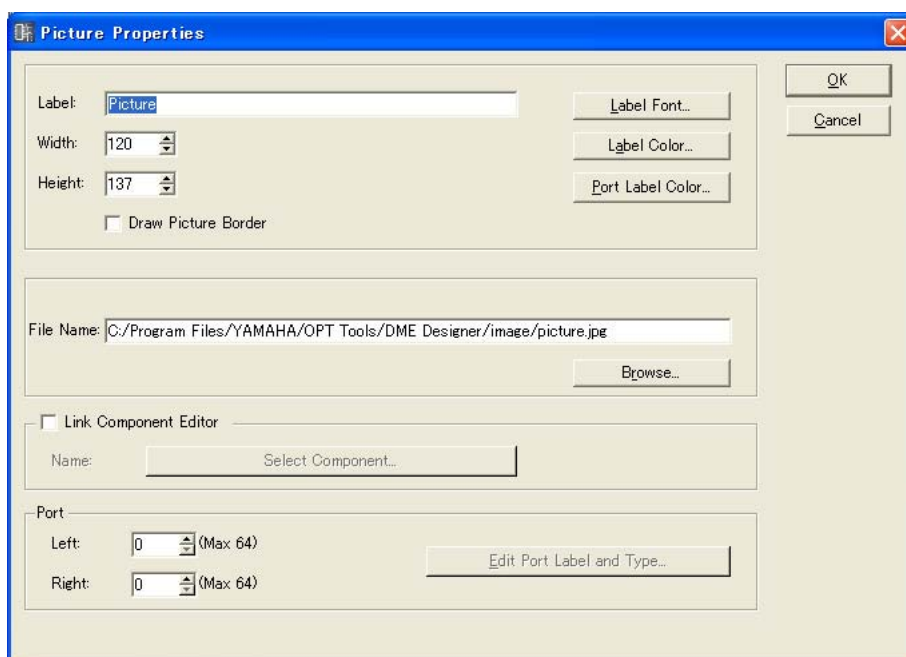 Picture Properties
Label: Picture Label Font...
Width: 120 Label Color...
Height: 137 Port Label Color...
Draw Picture Border
OK
Cancel
File Name: C:/Program Files/YAMAHA/OPT Tools/DME Designer/image/picture.jpg
Browse...
Link Component Editor
Name: Select Component...
Port
Left: 0 (Max 64)
Edit Port Label and Type...
Right: 0 (Max 64)